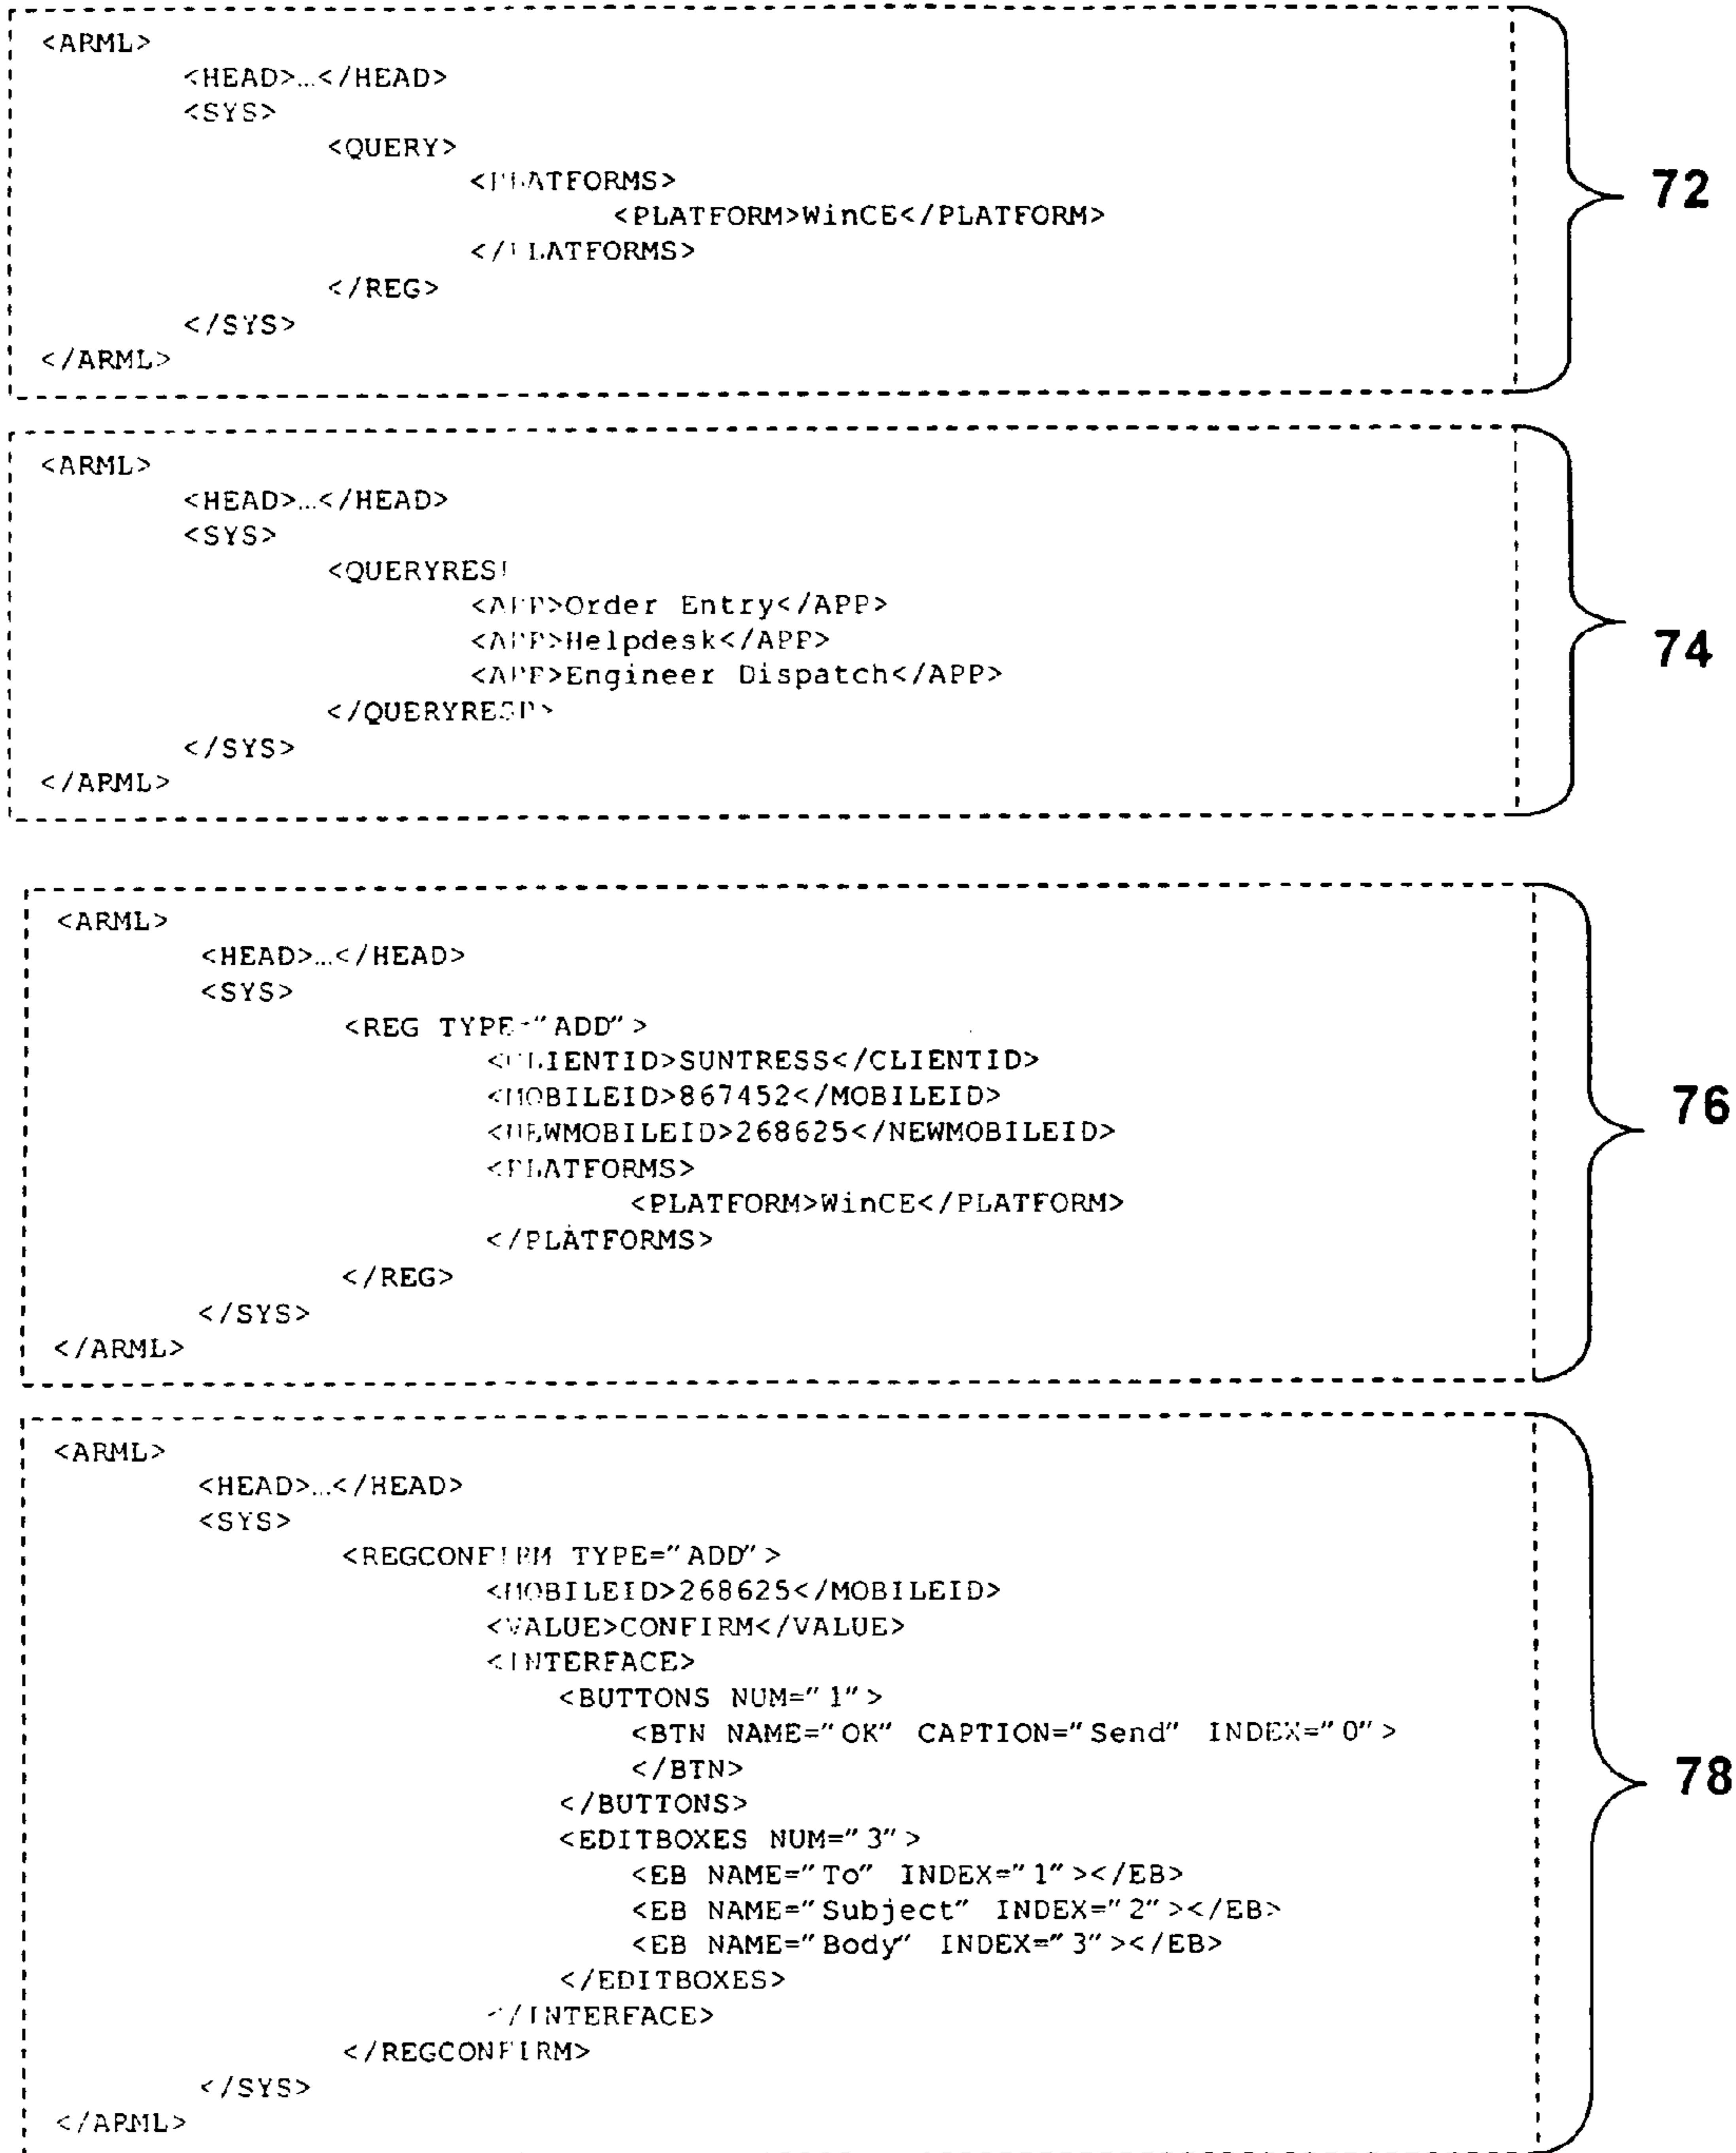 <ARML>
<HEAD>…</HEAD>
<SYS>
<QUERY>
<PLATFORMS>
<PLATFORM>WinCE</PLATFORM>
</PLATFORMS>
</REG>
</SYS>
</ARML>
72
<ARML>
<HEAD>…</HEAD>
<SYS>
<QUERYRES
<APP>Order Entry</APP>
<APP>Helpdesk</APP>
<APP>Engineer Dispatch</APP>
</QUERYRESP>
</SYS>
</ARML>
74
<ARML>
<HEAD>…</HEAD>
<SYS>
<REG TYPE="ADD">
<CLIENTID>SUNTRESS</CLIENTID>
<MOBILEID>867452</MOBILEID>
<NEWMOBILEID>268625</NEWMOBILEID>
<PLATFORMS>
<PLATFORM>WinCE</PLATFORM>
</PLATFORMS>
</REG>
</SYS>
</ARML>
76
<ARML>
<HEAD>…</HEAD>
<SYS>
<REGCONFIRM TYPE="ADD">
<MOBILEID>268625</MOBILEID>
<VALUE>CONFIRM</VALUE>
<INTERFACE>
<BUTTONS NUM="1">
<BTN NAME="OK" CAPTION="Send" INDEX="0">
</BTN>
</BUTTONS>
<EDITBOXES NUM="3">
<EB NAME="To" INDEX="1"></EB>
<EB NAME="Subject" INDEX="2"></EB>
<EB NAME="Body" INDEX="3"></EB>
</EDITBOXES>
</INTERFACE>
</REGCONFIRM>
</SYS>
</ARML>
78